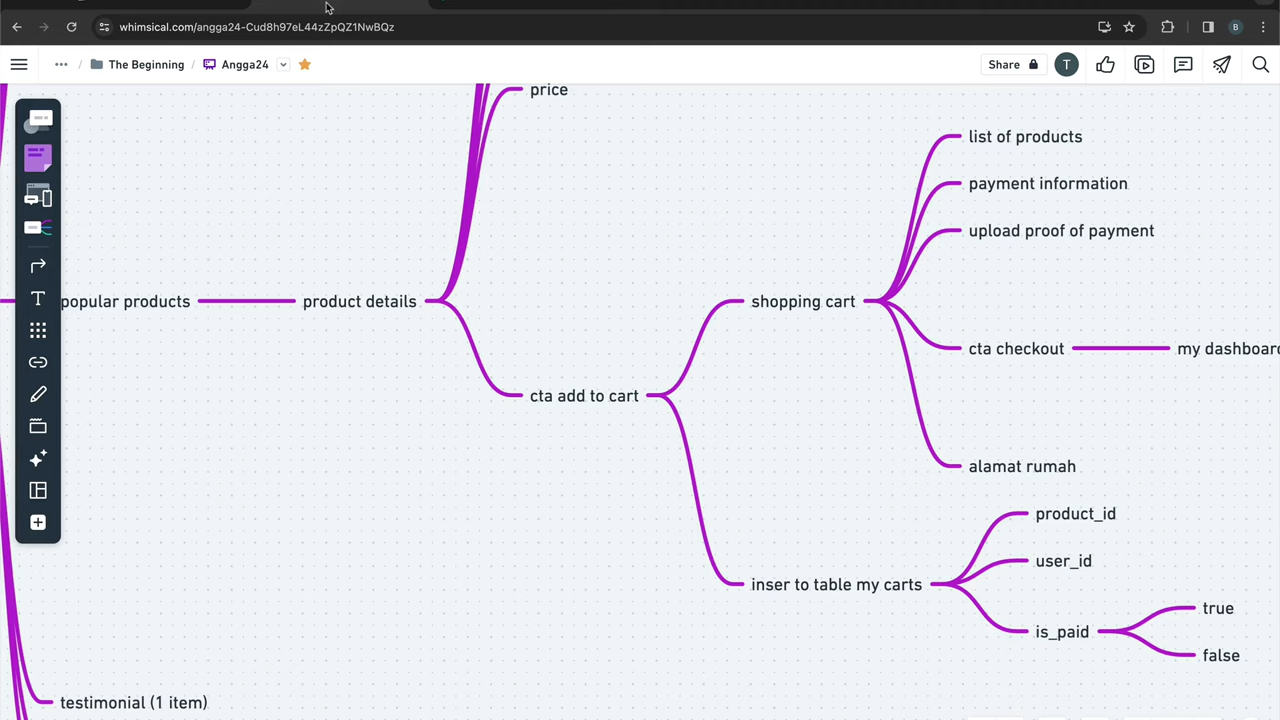 whimsical.com/angga24-Cud8h97eL44zZpQZ1NwBQz
B
... / The Beginning / Angga24
Share
T
price
list of products
payment information
upload proof of payment
popular products
product details
shopping cart
cta checkout
my dashboard
cta add to cart
alamat rumah
product_id
user_id
inser to table my carts
true
is_paid
false
testimonial (1 item)
T